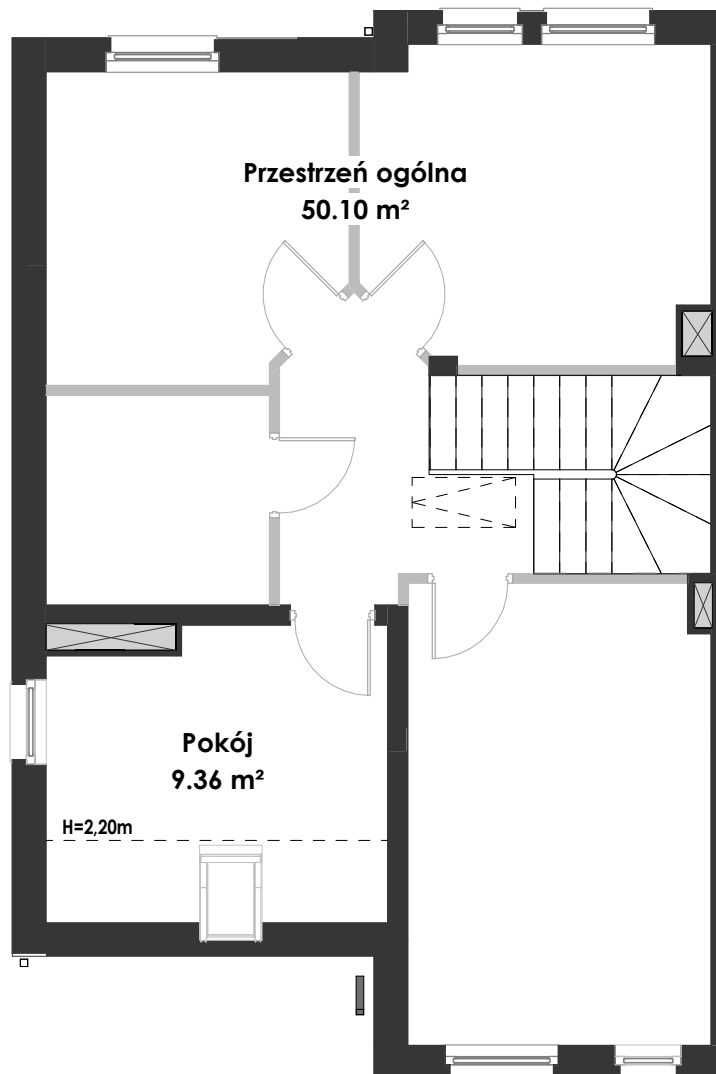 Przestrzeń ogólna
50.10 m²
Pokój
9.36 m²
H=2,20m